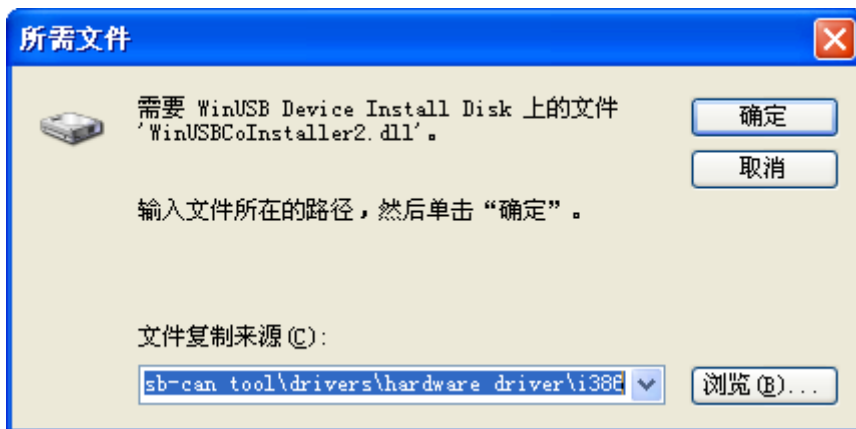 所需文件
需要 WinUSB Device Install Disk 上的文件
'WinUSBCoInstaller2.dll'。
确定
取消
输入文件所在的路径，然后单击“确定”。
文件复制来源(C):
sb-can tool\drivers\hardware driver\i386
浏览(B)...